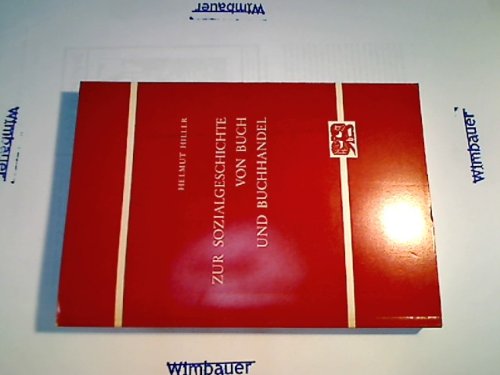 HELMUT HILLER
ZUR SOZIALGESCHICHTE
VON BUCH
UND BUCHHANDEL
Wimbauer
Wimbauer
Wimbauer
Wimbauer